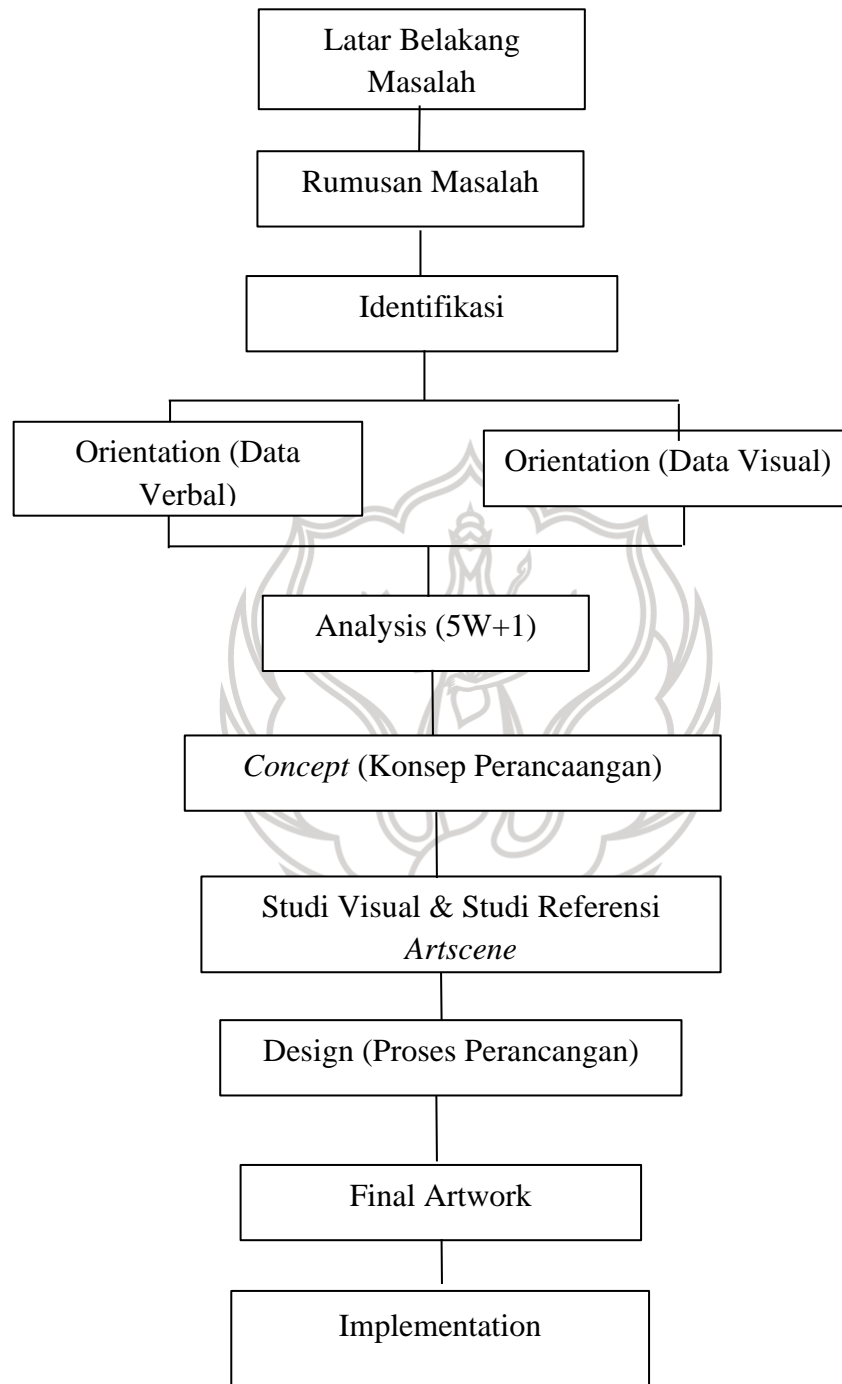 Latar Belakang
Masalah
Rumusan Masalah
Identifikasi
Orientation (Data
Verbal)
Orientation (Data Visual)
Analysis (5W+1)
Concept (Konsep Perancaangan)
Studi Visual & Studi Referensi
Artscene
Design (Proses Perancangan)
Final Artwork
Implementation